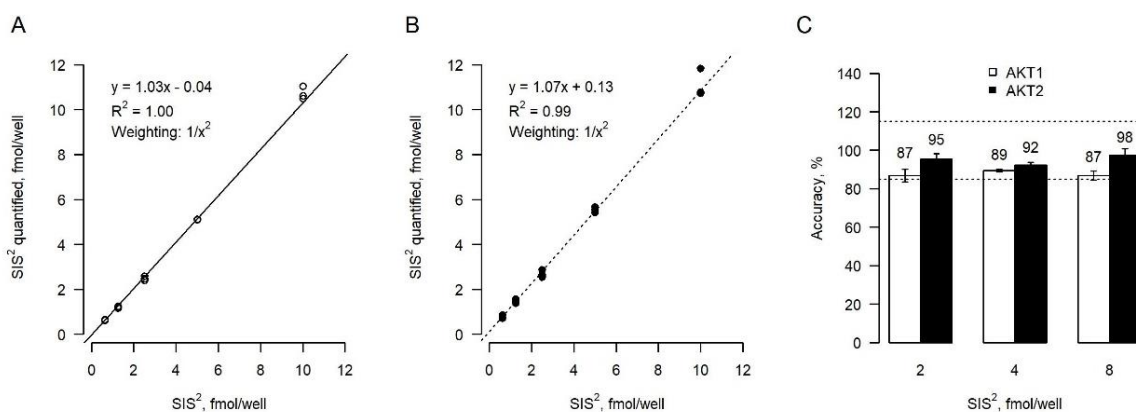 A
SIS² quantified, fmol/well
12
10
8
6
4
2
0
y = 1.03x - 0.04
R² = 1.00
Weighting: 1/x²
0 2 4 6 8 10 12
SIS², fmol/well
B
SIS² quantified, fmol/well
12
10
8
6
4
2
0
y = 1.07x + 0.13
R² = 0.99
Weighting: 1/x²
0 2 4 6 8 10 12
SIS², fmol/well
C
Accuracy, %
140
120
100
80
60
40
20
0
AKT1
AKT2
87 95 89 92 87 98
2 4 8
SIS², fmol/well